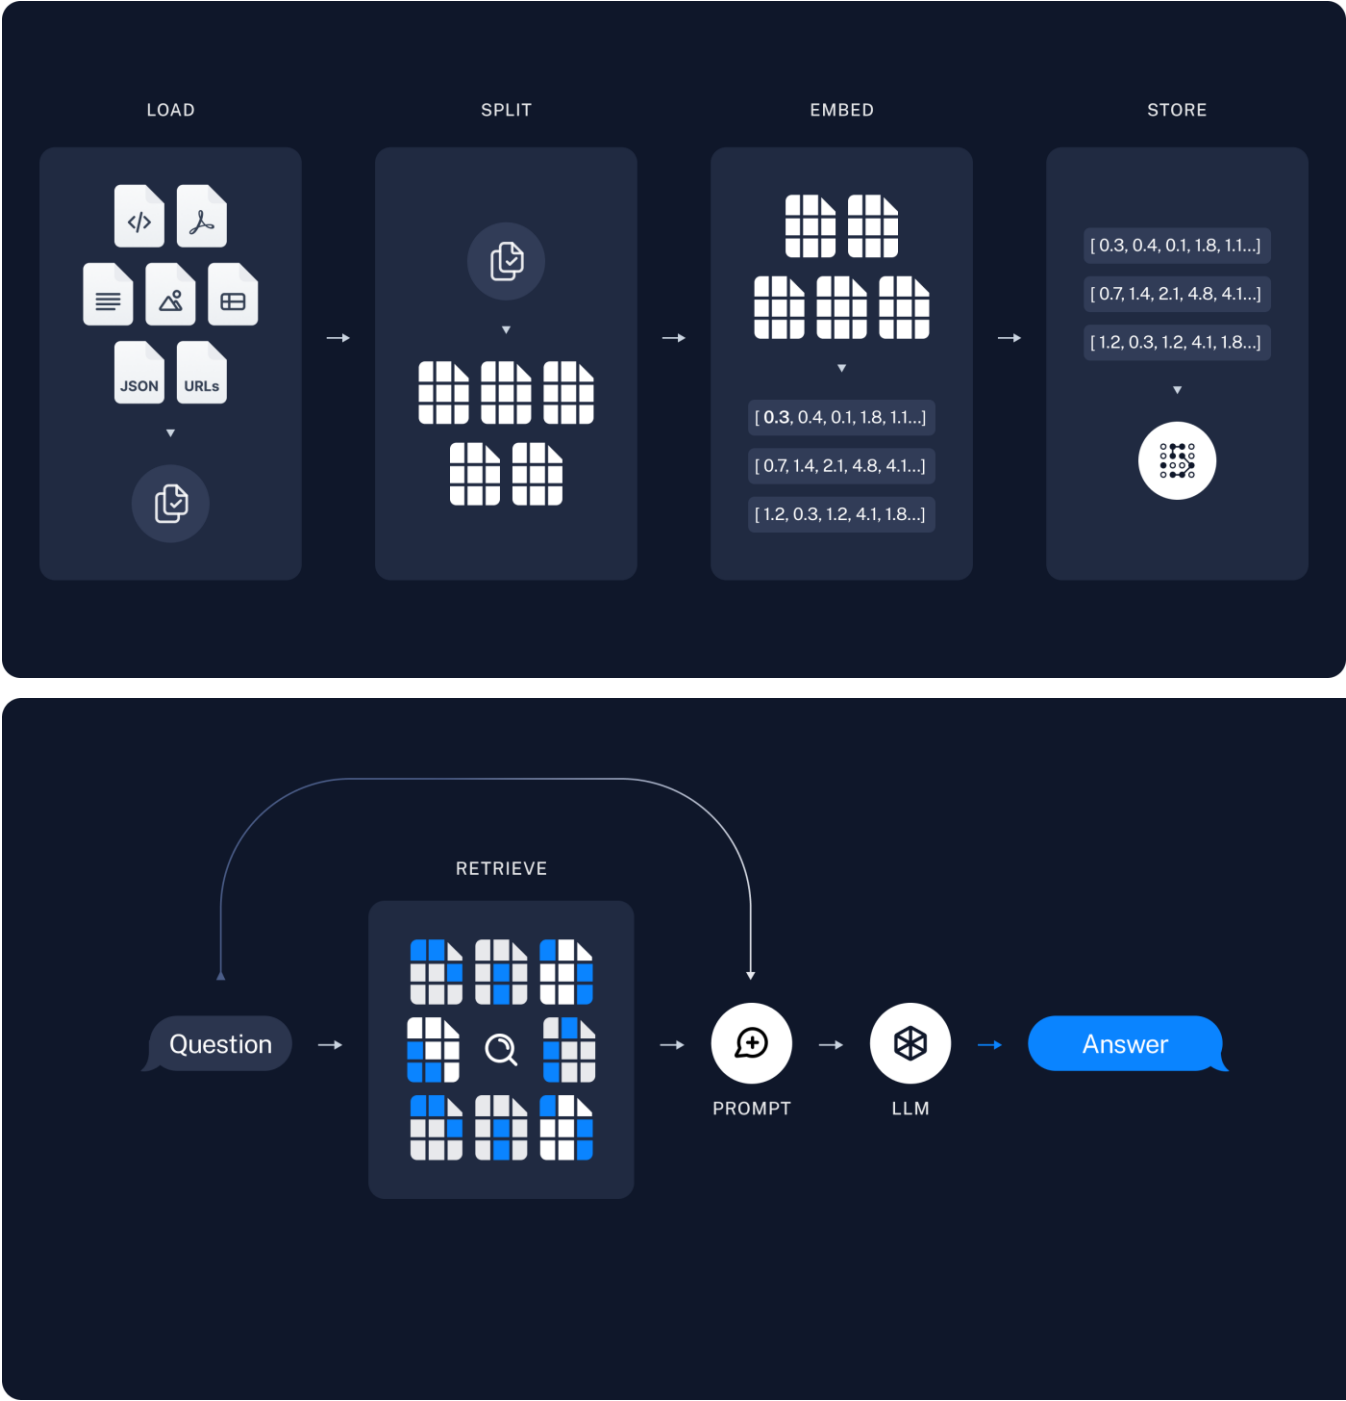 LOAD
SPLIT
EMBED
STORE
JSON
URLs
[ 0.3, 0.4, 0.1, 1.8, 1.1...]
[ 0.7, 1.4, 2.1, 4.8, 4.1...]
[ 1.2, 0.3, 1.2, 4.1, 1.8...]
[ 0.3, 0.4, 0.1, 1.8, 1.1...]
[ 0.7, 1.4, 2.1, 4.8, 4.1...]
[ 1.2, 0.3, 1.2, 4.1, 1.8...]
RETRIEVE
Question
PROMPT
LLM
Answer